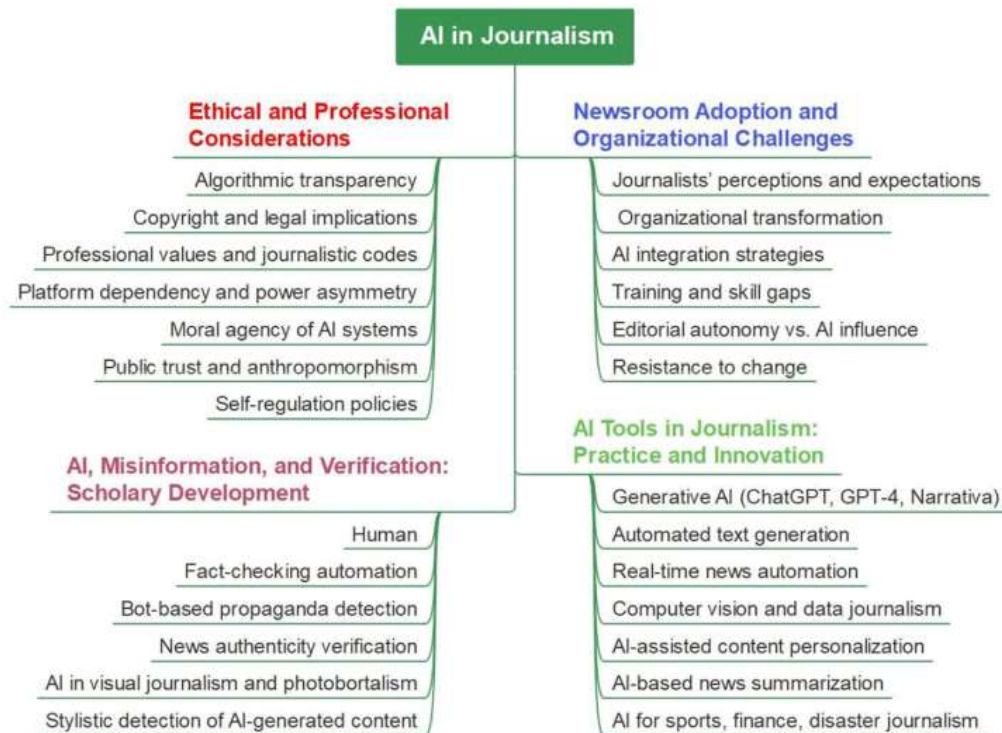 AI in Journalism
Ethical and Professional
Considerations
Algorithmic transparency
Copyright and legal implications
Professional values and journalistic codes
Platform dependency and power asymmetry
Moral agency of AI systems
Public trust and anthropomorphism
Self-regulation policies
AI, Misinformation, and Verification:
Scholary Development
Human
Fact-checking automation
Bot-based propaganda detection
News authenticity verification
AI in visual journalism and photobortalism
Stylistic detection of AI-generated content
Newsroom Adoption and
Organizational Challenges
Journalists' perceptions and expectations
Organizational transformation
AI integration strategies
Training and skill gaps
Editorial autonomy vs. AI influence
Resistance to change
AI Tools in Journalism:
Practice and Innovation
Generative AI (ChatGPT, GPT-4, Narrativa)
Automated text generation
Real-time news automation
Computer vision and data journalism
AI-assisted content personalization
AI-based news summarization
AI for sports, finance, disaster journalism